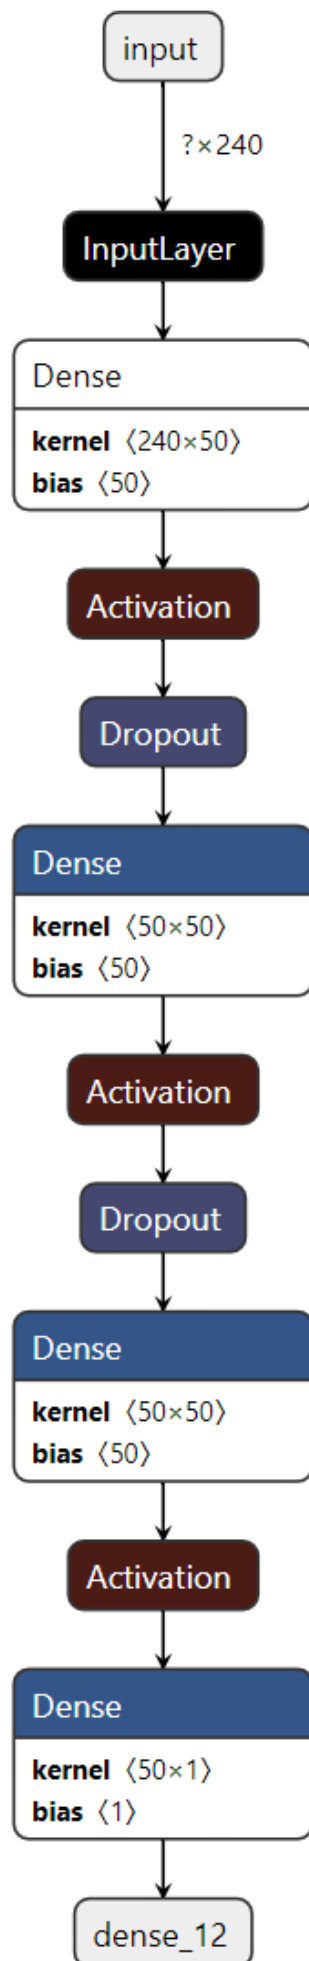 input
?×240
InputLayer
Dense
kernel 〈240×50〉
bias 〈50〉
Activation
Dropout
Dense
kernel 〈50×50〉
bias 〈50〉
Activation
Dropout
Dense
kernel 〈50×50〉
bias 〈50〉
Activation
Dense
kernel 〈50×1〉
bias 〈1〉
dense_12